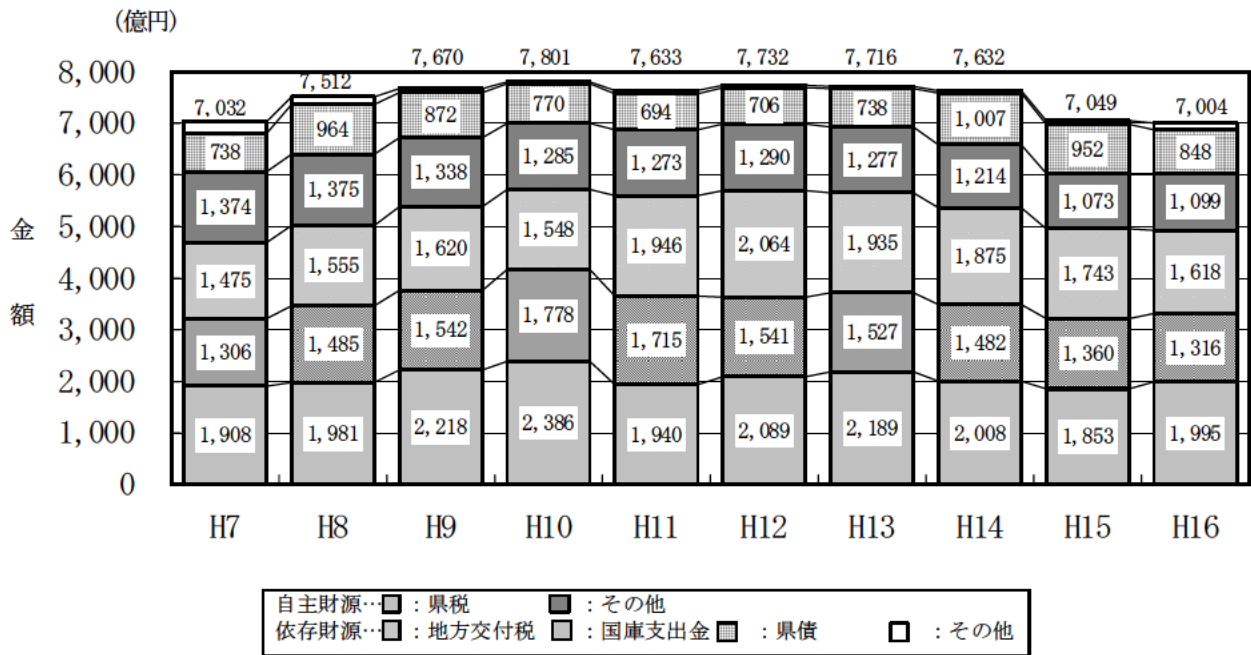 (億円)
7,670 7,801 7,633 7,732 7,716 7,632
8,000 7,512
7,032 7,049 7,004
7,000 738 964 872 770 694 706 738 1,007 952 848
6,000 1,374 1,375 1,338 1,285 1,273 1,290 1,277 1,214 1,073 1,099
金 5,000 1,475 1,555 1,620 1,548 1,946 2,064 1,935 1,875 1,743 1,618
4,000
額 3,000 1,306 1,485 1,542 1,778 1,715 1,541 1,527 1,482 1,360 1,316
2,000
1,000 1,908 1,981 2,218 2,386 1,940 2,089 2,189 2,008 1,853 1,995
0
H7 H8 H9 H10 H11 H12 H13 H14 H15 H16
自主財源… : 県税 : その他
依存財源… : 地方交付税 : 国庫支出金 : 県債 : その他